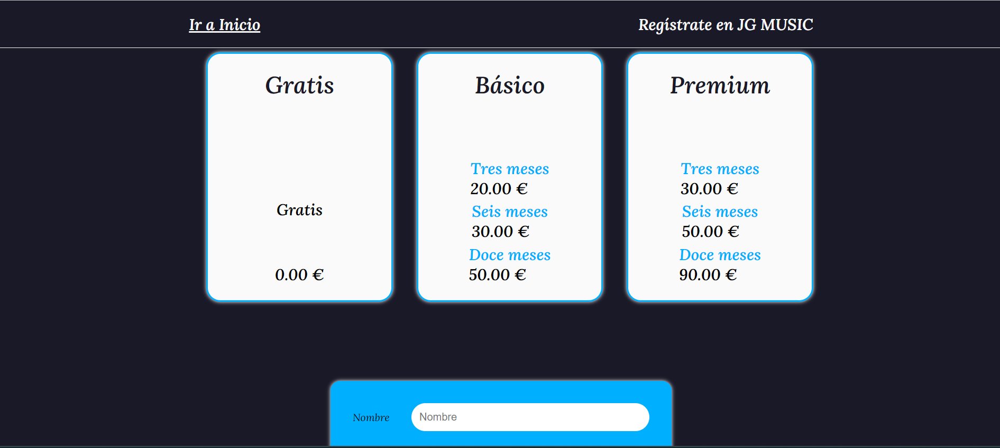 Ir a Inicio
Regístrate en JG MUSIC
Gratis
Gratis
0.00 €
Básico
Tres meses
20.00 €
Seis meses
30.00 €
Doce meses
50.00 €
Premium
Tres meses
30.00 €
Seis meses
50.00 €
Doce meses
90.00 €
Nombre
Nombre